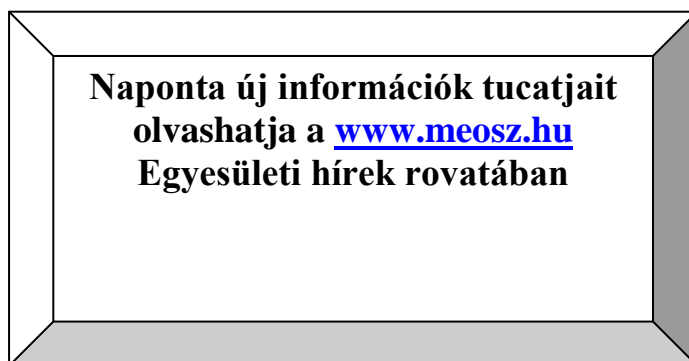 Naponta új információk tucatjait
olvashatja a www.meosz.hu
Egyesületi hírek rovatában